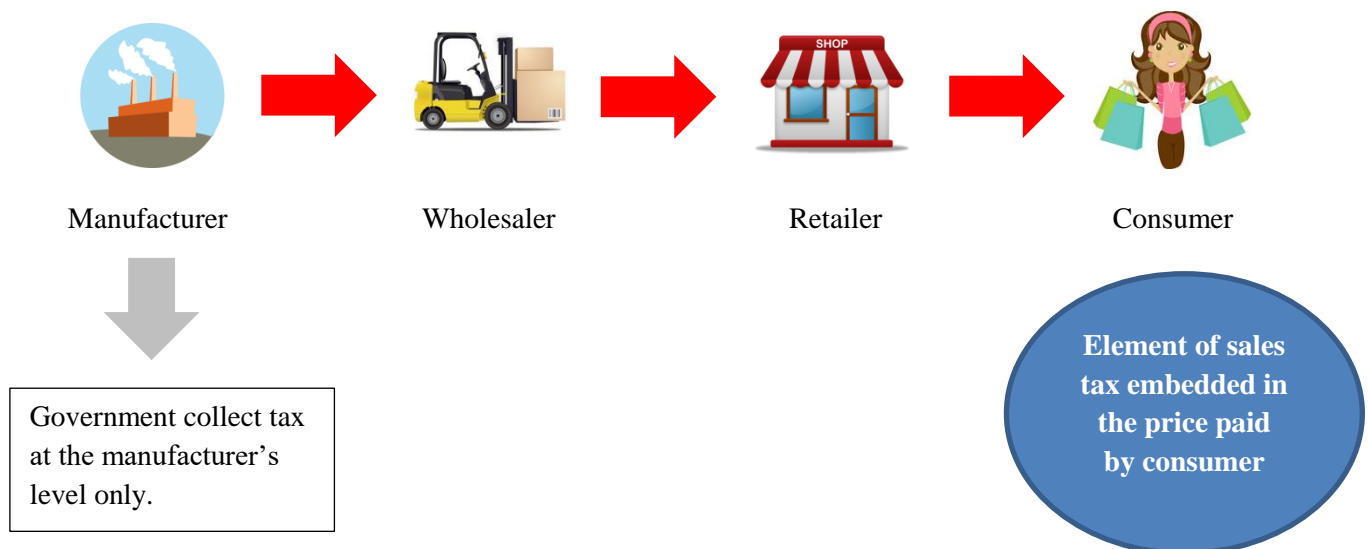 SHOP
Manufacturer
Wholesaler
Retailer
Consumer
Government collect tax
at the manufacturer’s
level only.
Element of sales
tax embedded in
the price paid
by consumer